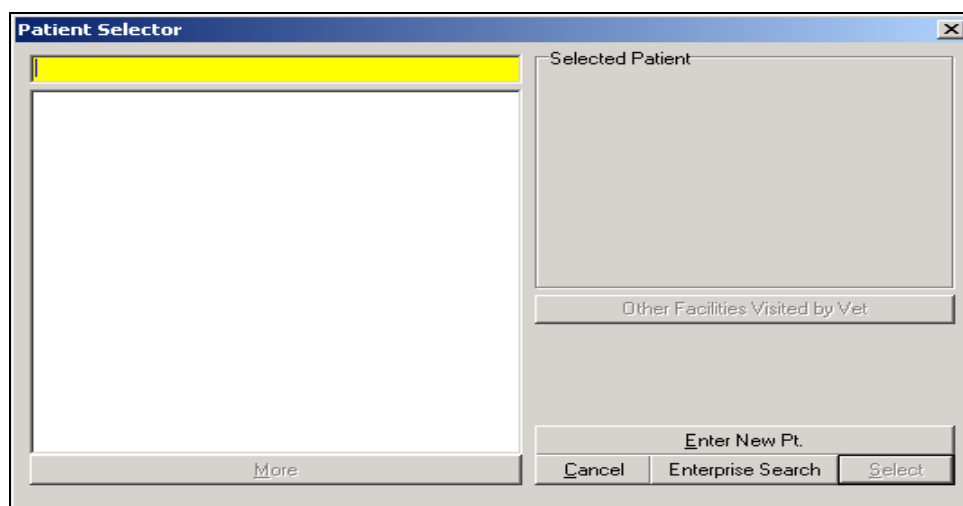 Patient Selector
Selected Patient
Other Facilities Visited by Vet
Enter New Pt.
More
Cancel
Enterprise Search
Select